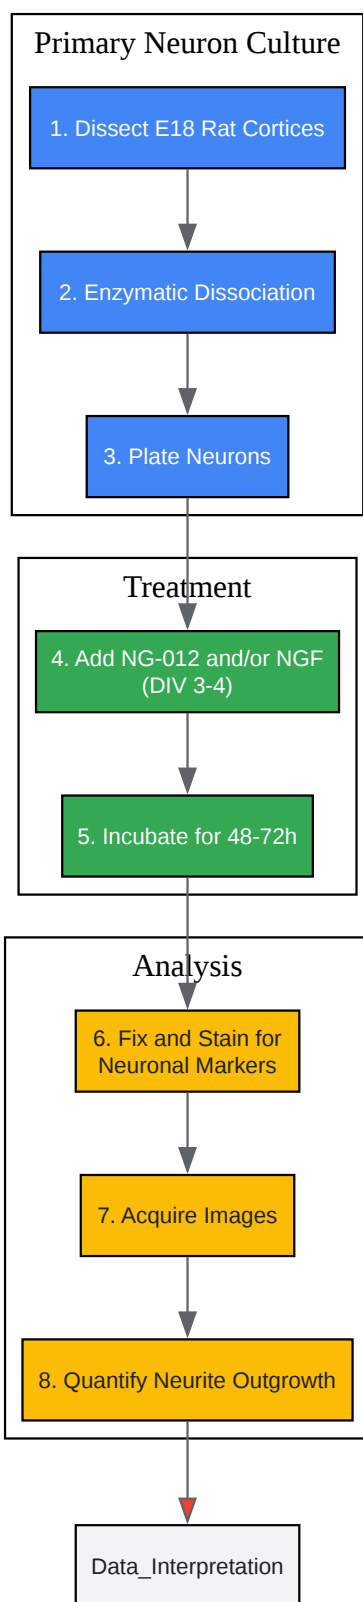 Primary Neuron Culture
1. Dissect E18 Rat Cortices
2. Enzymatic Dissociation
3. Plate Neurons
Treatment
4. Add NG-012 and/or NGF
(DIV 3-4)
5. Incubate for 48-72h
Analysis
6. Fix and Stain for
Neuronal Markers
7. Acquire Images
8. Quantify Neurite Outgrowth
Data_Interpretation